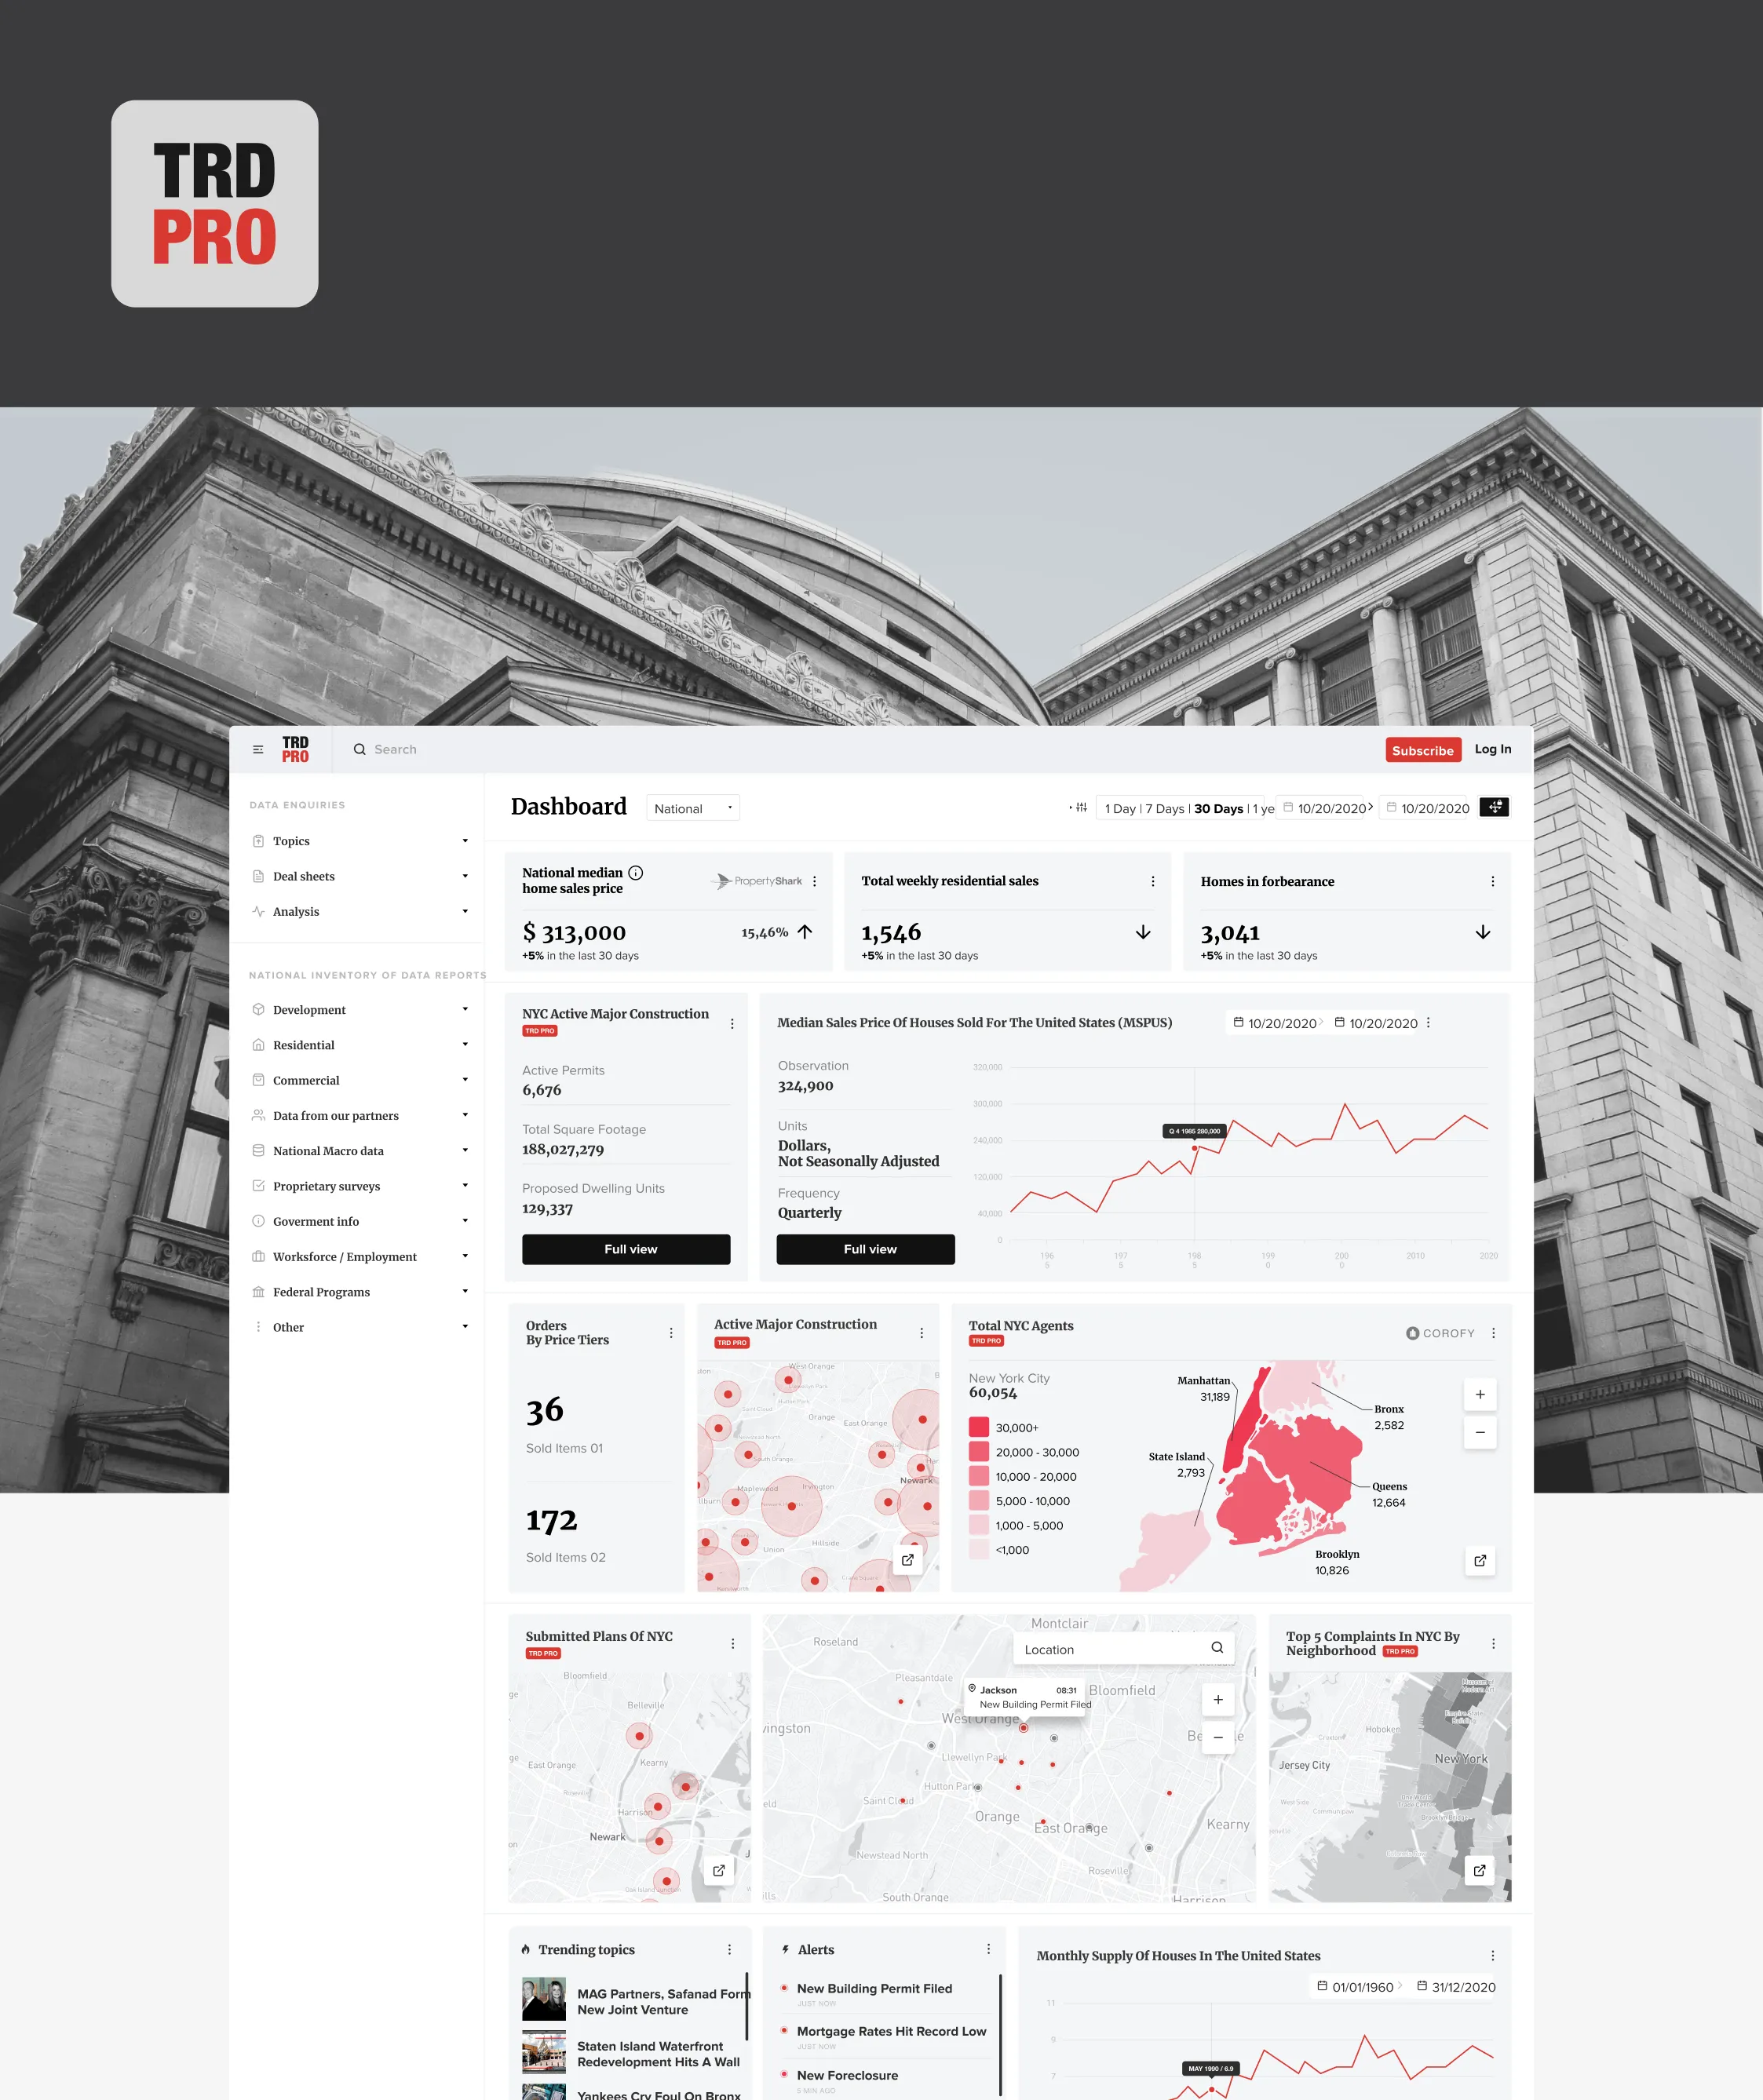 TRD
PRO
TRD
PRO
Search
Subscribe
Log In
DATA ENQUIRIES
Topics
Deal sheets
Analysis
NATIONAL INVENTORY OF DATA REPORTS
Development
Residential
Commercial
Data from our partners
National Macro data
Proprietary surveys
Goverment info
Worksforce / Employment
Federal Programs
Other
Dashboard
National
1 Day | 7 Days | 30 Days | 1 ye
10/20/2020
10/20/2020
National median
home sales price
PropertyShark
$ 313,000
15,46%
+5% in the last 30 days
Total weekly residential sales
1,546
+5% in the last 30 days
Homes in forbearance
3,041
+5% in the last 30 days
NYC Active Major Construction
TRD PRO
Active Permits
6,676
Total Square Footage
188,027,279
Proposed Dwelling Units
129,337
Full view
Median Sales Price Of Houses Sold For The United States (MSPUS)
10/20/2020
10/20/2020
Observation
324,900
Units
Dollars,
Not Seasonally Adjusted
Frequency
Quarterly
Full view
320,000
300,000
240,000
120,000
40,000
0
Q 4 1985 280,000
196
5
197
5
198
5
199
0
200
0
2010
2020
Orders
By Price Tiers
36
Sold Items 01
172
Sold Items 02
Active Major Construction
TRD PRO
West Orange
Llewellyn Park
Saint Cloud
Orange
East Orange
South Orange
Newark
Maplewood
Irvington
Union
Hillside
Total NYC Agents
TRD PRO
COROFY
New York City
60,054
30,000+
20,000 - 30,000
10,000 - 20,000
5,000 - 10,000
1,000 - 5,000
<1,000
Manhattan
31,189
Bronx
2,582
State Island
2,793
Queens
12,664
Brooklyn
10,826
Submitted Plans Of NYC
TRD PRO
Bloomfield
Belleville
East Orange
Kearny
Harrison
Newark
Montclair
Roseland
Location
Pleasantdale
Jackson
08:31
New Building Permit Filed
Bloomfield
vingston
West Orange
Llewellyn Park
Hutton Park
Saint Cloud
Orange
East Orange
Kearny
Newstead North
Roseville
South Orange
Harrison
Top 5 Complaints In NYC By
Neighborhood
TRD PRO
Hoboken
New York
Jersey City
Trending topics
MAG Partners, Safanad Form
New Joint Venture
Staten Island Waterfront
Redevelopment Hits A Wall
Yankees Cry Foul On Bronx
Alerts
New Building Permit Filed
JUST NOW
Mortgage Rates Hit Record Low
JUST NOW
New Foreclosure
5 MIN AGO
Monthly Supply Of Houses In The United States
01/01/1960
31/12/2020
11
9
7
MAY 1990 / 6.9